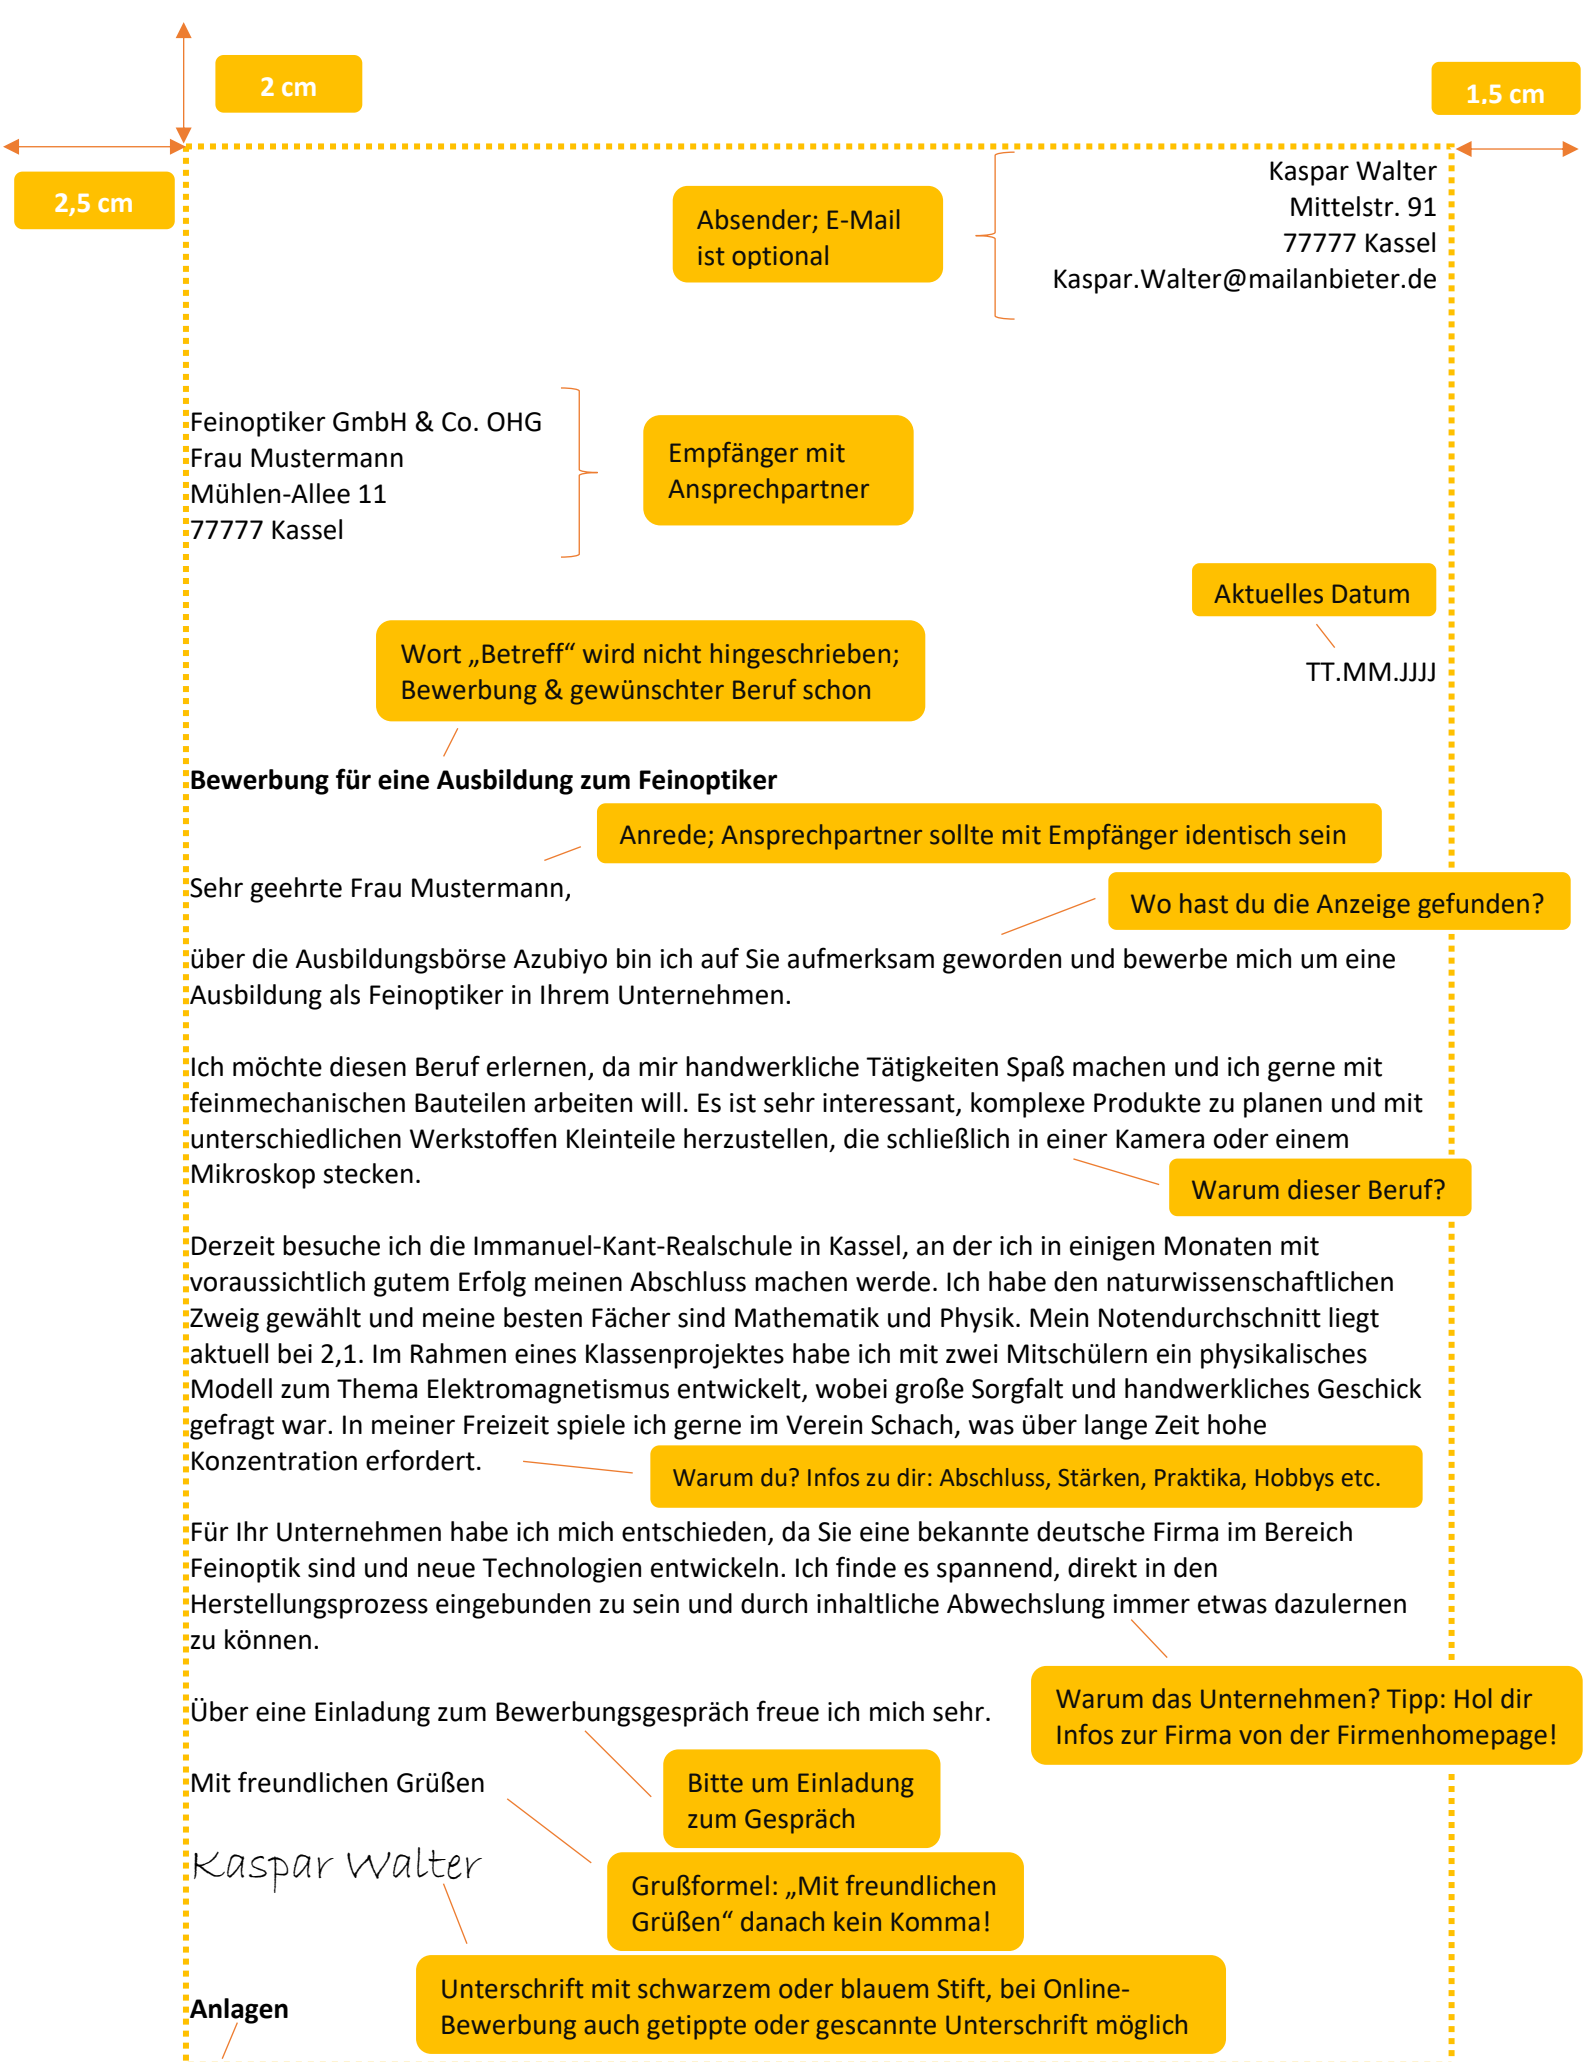 2 cm
1.5 cm
2,5 cm
Kaspar Walter
Mittelstr. 91
77777 Kassel
Kaspar.Walter@mailanbieter.de
Absender; E-Mail
ist optional
Feinoptiker GmbH & Co. OHG
Frau Mustermann
Mühlen-Allee 11
77777 Kassel
Empfänger mit
Ansprechpartner
Aktuelles Datum
TT.MM.JJJJ
Wort „Betreff“ wird nicht hingeschrieben;
Bewerbung & gewünschter Beruf schon
Bewerbung für eine Ausbildung zum Feinoptiker
Anrede; Ansprechpartner sollte mit Empfänger identisch sein
Sehr geehrte Frau Mustermann,
Wo hast du die Anzeige gefunden?
über die Ausbildungsbörse Azubiyo bin ich auf Sie aufmerksam geworden und bewerbe mich um eine
Ausbildung als Feinoptiker in Ihrem Unternehmen.
Ich möchte diesen Beruf erlernen, da mir handwerkliche Tätigkeiten Spaß machen und ich gerne mit
feinmechanischen Bauteilen arbeiten will. Es ist sehr interessant, komplexe Produkte zu planen und mit
unterschiedlichen Werkstoffen Kleinteile herzustellen, die schließlich in einer Kamera oder einem
Mikroskop stecken.
Warum dieser Beruf?
Derzeit besuche ich die Immanuel-Kant-Realschule in Kassel, an der ich in einigen Monaten mit
voraussichtlich gutem Erfolg meinen Abschluss machen werde. Ich habe den naturwissenschaftlichen
Zweig gewählt und meine besten Fächer sind Mathematik und Physik. Mein Notendurchschnitt liegt
aktuell bei 2,1. Im Rahmen eines Klassenprojektes habe ich mit zwei Mitschülern ein physikalisches
Modell zum Thema Elektromagnetismus entwickelt, wobei große Sorgfalt und handwerkliches Geschick
gefragt war. In meiner Freizeit spiele ich gerne im Verein Schach, was über lange Zeit hohe
Konzentration erfordert.
Warum du? Infos zu dir: Abschluss, Stärken, Praktika, Hobbys etc.
Für Ihr Unternehmen habe ich mich entschieden, da Sie eine bekannte deutsche Firma im Bereich
Feinoptik sind und neue Technologien entwickeln. Ich finde es spannend, direkt in den
Herstellungsprozess eingebunden zu sein und durch inhaltliche Abwechslung immer etwas dazulernen
zu können.
Warum das Unternehmen? Tipp: Hol dir
Infos zur Firma von der Firmenhomepage!
Über eine Einladung zum Bewerbungsgespräch freue ich mich sehr.
Bitte um Einladung
zum Gespräch
Mit freundlichen Grüßen
Grußformel: „Mit freundlichen
Grüßen“ danach kein Komma!
Kaspar Walter
Unterschrift mit schwarzem oder blauem Stift, bei Online-
Bewerbung auch getippte oder gescannte Unterschrift möglich
Anlagen